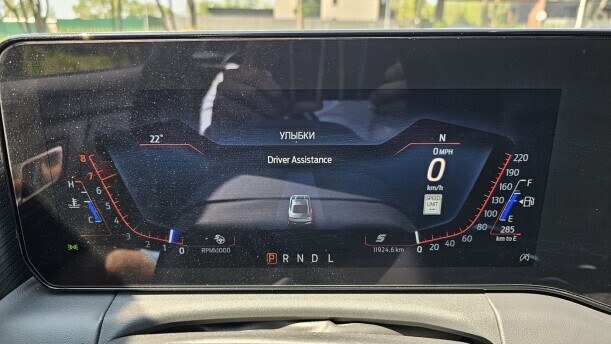 УЛЫБКИ
22°
N
Driver Assistance
0 MPH
0
km/h
SPEED
LIMIT
8
7
6
5
4
3
2
1
0
H
C
RPMx1000
P R N D L
11924.6 km
0
20
40
60
80
100
130
160
190
220
F
E
285
km to E